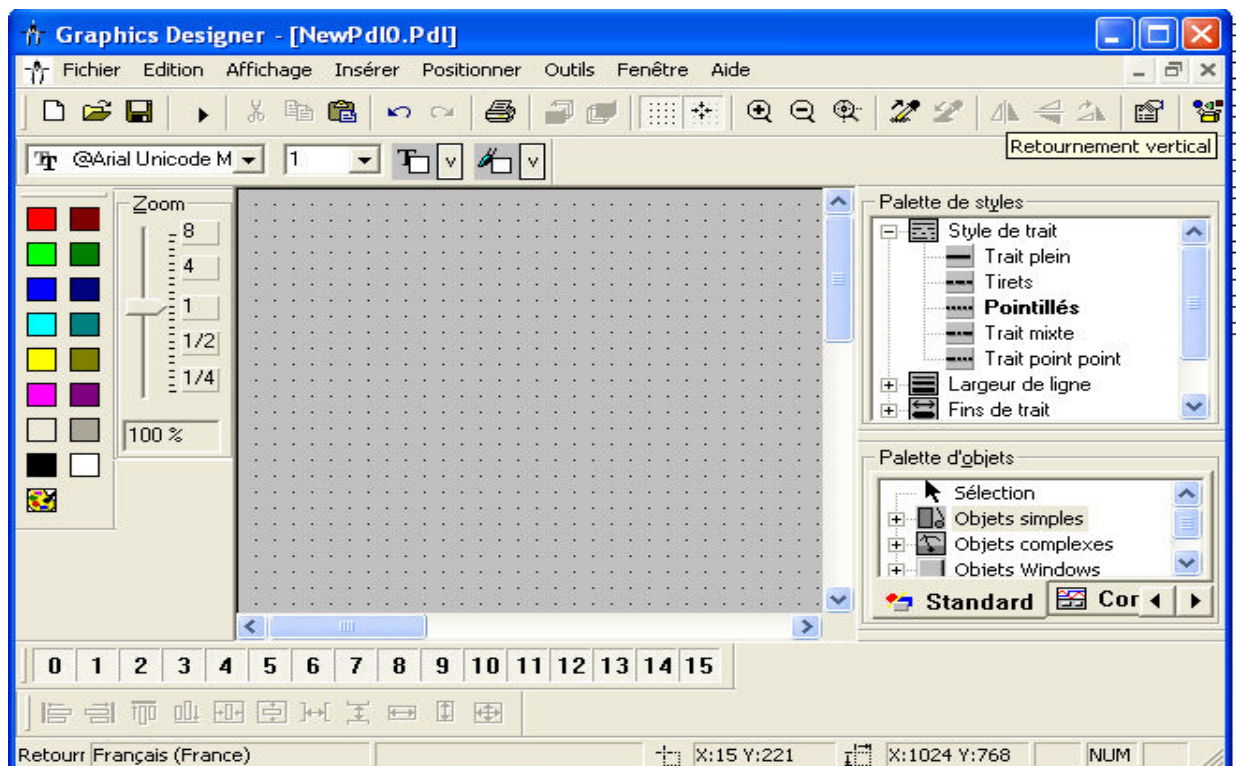 Graphics Designer - [NewPdl0.Pdl]
Fichier Edition Affichage Insérer Positionner Outils Fenêtre Aide
Retournement vertical
@Arial Unicode M 1
Zoom
8
4
1
1/2
1/4
100 %
Palette de styles
Style de trait
Trait plein
Tirets
Pointillés
Trait mixte
Trait point point
Largeur de ligne
Fins de trait
Palette d'objets
Sélection
Objets simples
Objets complexes
Objets Windows
Standard Cor
0 1 2 3 4 5 6 7 8 9 10 11 12 13 14 15
Retourr Français (France) X:15 Y:221 X:1024 Y:768 NUM